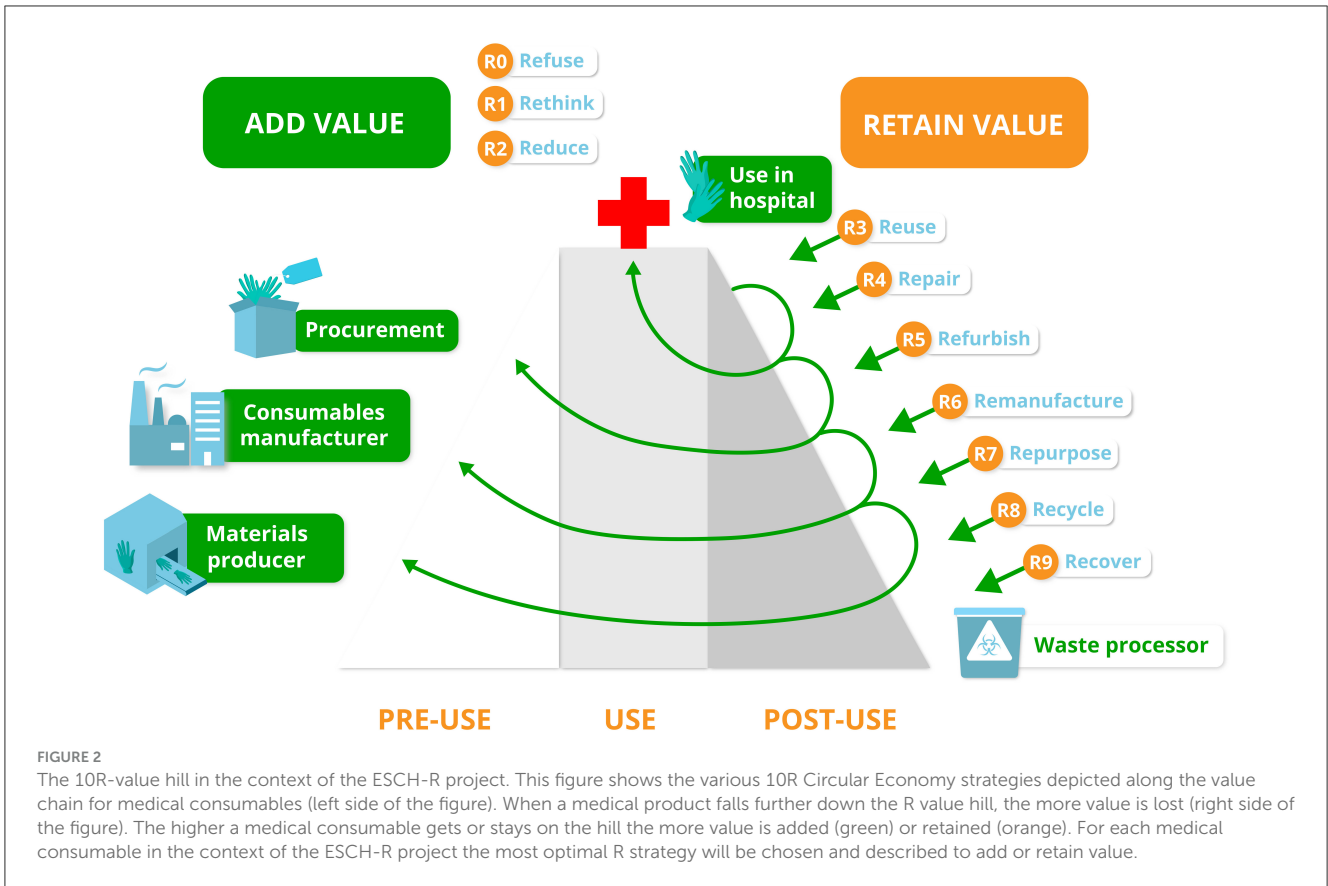 R0 Refuse
ADD VALUE
R1 Rethink
RETAIN VALUE
R2 Reduce
Use in
hospital
R3 Reuse
R4 Repair
Procurement
R5 Refurbish
Consumables
manufacturer
R6 Remanufacture
R7 Repurpose
R8 Recycle
Materials
producer
R9 Recover
Waste processor
PRE-USE
USE
POST-USE
FIGURE 2
The 10R-value hill in the context of the ESCH-R project. This figure shows the various 10R Circular Economy strategies depicted along the value
chain for medical consumables (left side of the figure). When a medical product falls further down the R value hill, the more value is lost (right side of
the figure). The higher a medical consumable gets or stays on the hill the more value is added (green) or retained (orange). For each medical
consumable in the context of the ESCH-R project the most optimal R strategy will be chosen and described to add or retain value.